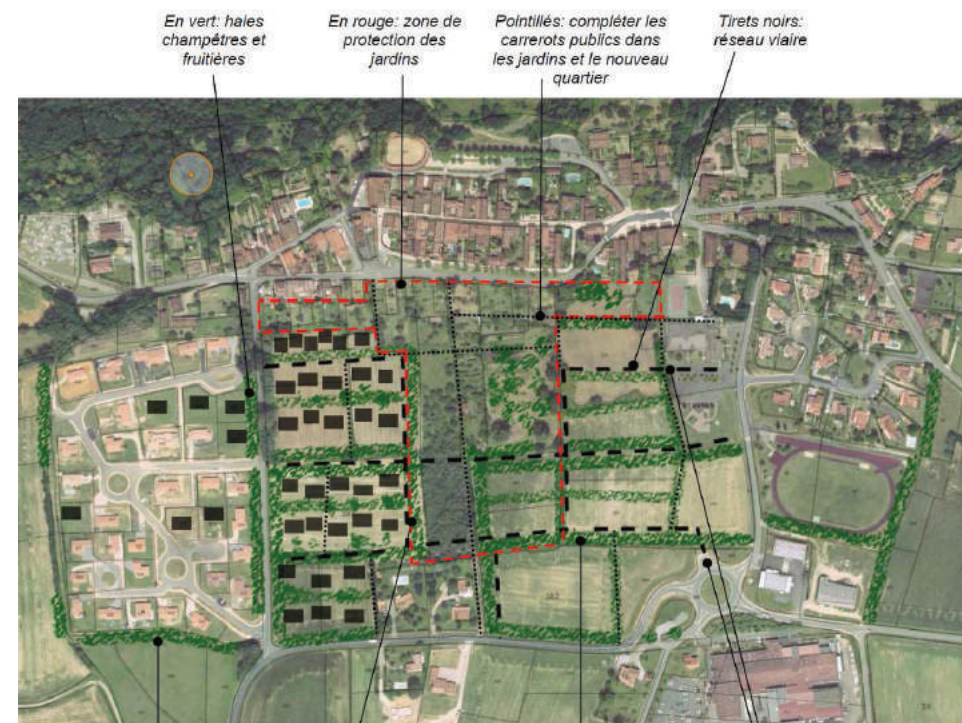 En vert: haies
champêtres et
fruitières
En rouge: zone de
protection des
jardins
Pointillés: compléter les
carrerots publics dans
les jardins et le nouveau
quartier
Tirets noirs:
réseau viaire